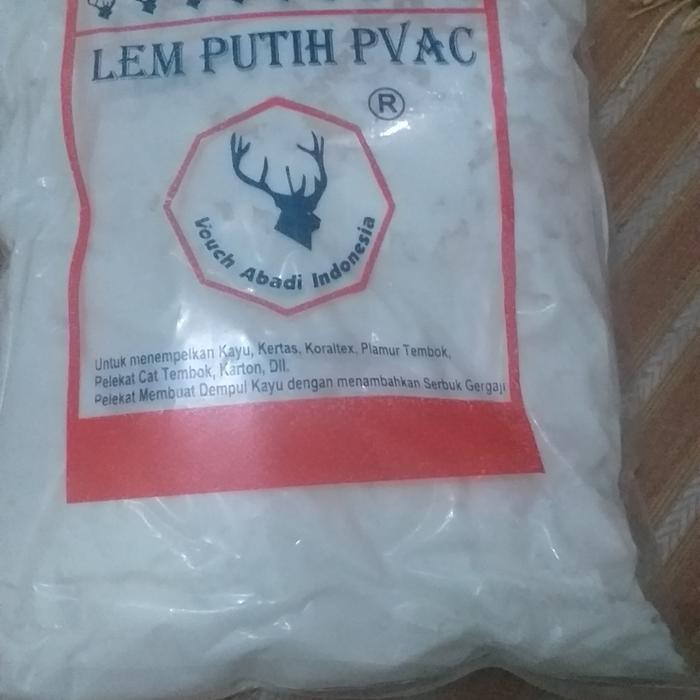 LEM PUTIH PVAC
®
Vouch Abadi Indonesia
Untuk menempelkan Kayu, Kertas, Koraltex, Plamur Tembok,
Pelekat Cat Tembok, Karton, Dll.
Pelekat Membuat Dempul Kayu dengan menambahkan Serbuk Gergaji